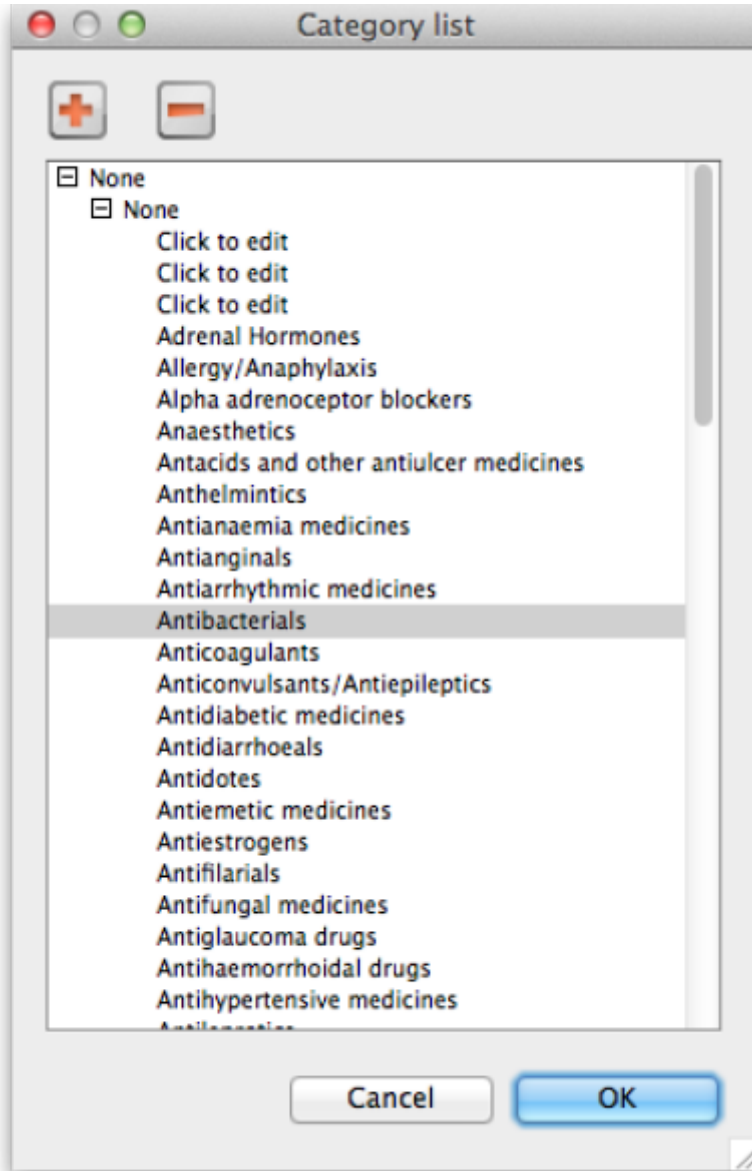 Category list
None
None
Click to edit
Click to edit
Click to edit
Adrenal Hormones
Allergy/Anaphylaxis
Alpha adrenoceptor blockers
Anaesthetics
Antacids and other antiulcer medicines
Anthelmintics
Antianaemia medicines
Antianginals
Antiarrhythmic medicines
Antibacterials
Anticoagulants
Anticonvulsants/Antiepileptics
Antidiabetic medicines
Antidiarrhoeals
Antidotes
Antiemetic medicines
Antiestrogens
Antifilarials
Antifungal medicines
Antiglaucoma drugs
Antihaemorrhoidal drugs
Antihypertensive medicines
Cancel OK